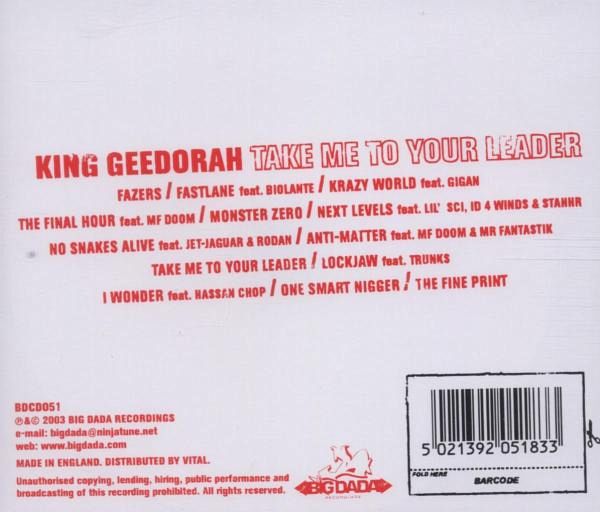 KING GEEDORAH TAKE ME TO YOUR LEADER
FAZERS / FASTLANE feat. BIOLANTE / KRAZY WORLD feat. GIGAN
THE FINAL HOUR feat. MF DOOM / MONSTER ZERO / NEXT LEVELS feat. LIL' SCI, ID 4 WINDS & STAHHR
NO SNAKES ALIVE feat. JET-JAGUAR & RODAN / ANTI-MATTER feat. MF DOOM & MR FANTASTIK
TAKE ME TO YOUR LEADER / LOCKJAW feat. TRUNKS
I WONDER feat. HASSAN CHOP / ONE SMART NIGGER / THE FINE PRINT
BDCD051
℗&© 2003 BIG DADA RECORDINGS
e-mail: bigdada@ninjatune.net
web: www.bigdada.com
MADE IN ENGLAND. DISTRIBUTED BY VITAL.
Unauthorised copying, lending, hiring, public performance and
broadcasting of this recording prohibited. All rights reserved.
BIG DADA
RECORDINGS
5 021392 051833
FOLD HERE
BARCODE